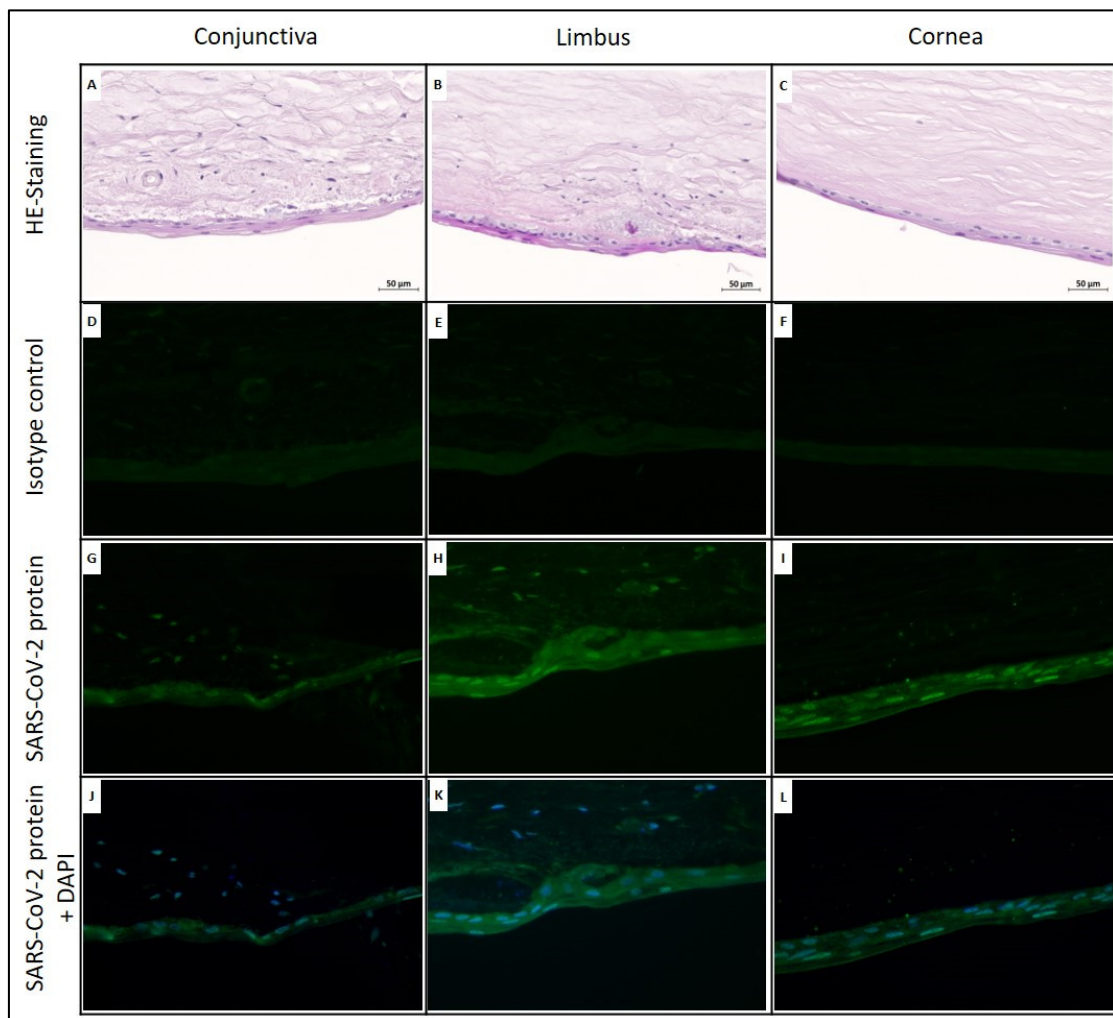 Conjunctiva
Limbus
Cornea
HE-Staining
A
B
C
50 µm
50 µm
50 µm
Isotype control
D
E
F
SARS-CoV-2 protein
G
H
I
SARS-CoV-2 protein
+ DAPI
J
K
L